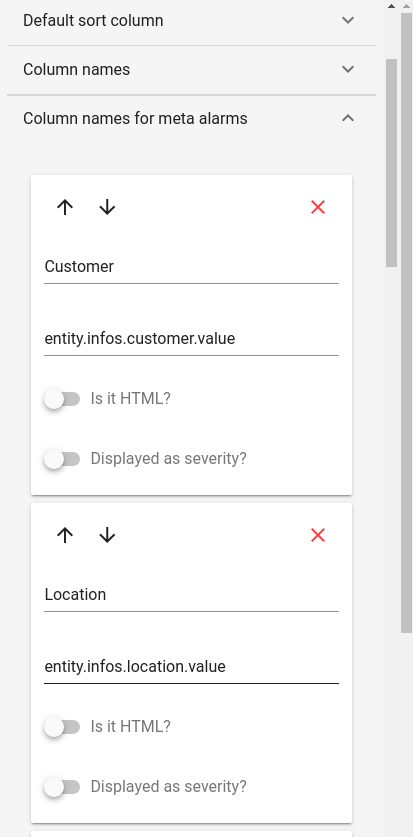 Default sort column
Column names
Column names for meta alarms
Customer
entity.infos.customer.value
Is it HTML?
Displayed as severity?
Location
entity.infos.location.value
Is it HTML?
Displayed as severity?